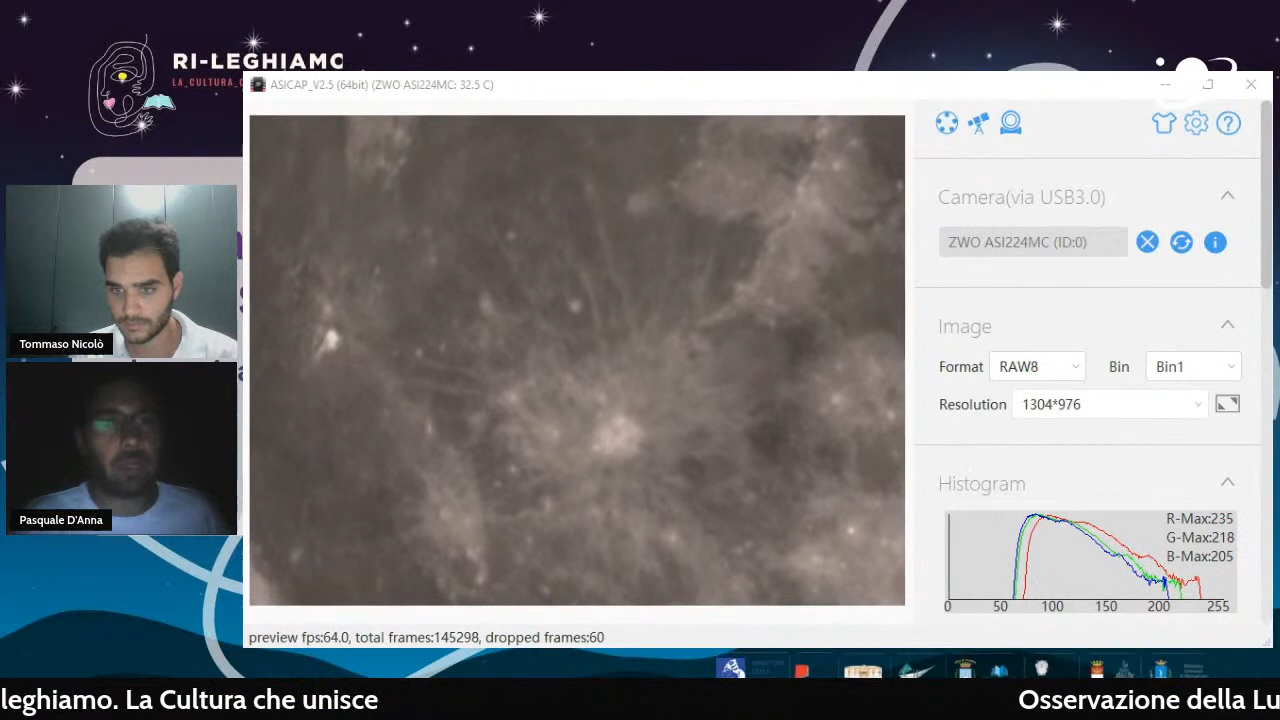 RI-LEGHIAMO
LA_CULTURA_C
ASICAP_V2.5 (64bit) (ZWO ASI224MC: 32.5 C)
Camera(via USB3.0)
ZWO ASI224MC (ID:0)
Image
Format RAW8 Bin Bin1
Resolution 1304*976
Histogram
R-Max:235
G-Max:218
B-Max:205
0 50 100 150 200 255
Tommaso Nicolò
Pasquale D'Anna
preview fps:64.0, total frames:145298, dropped frames:60
leghiamo. La Cultura che unisce
Osservazione della Lu